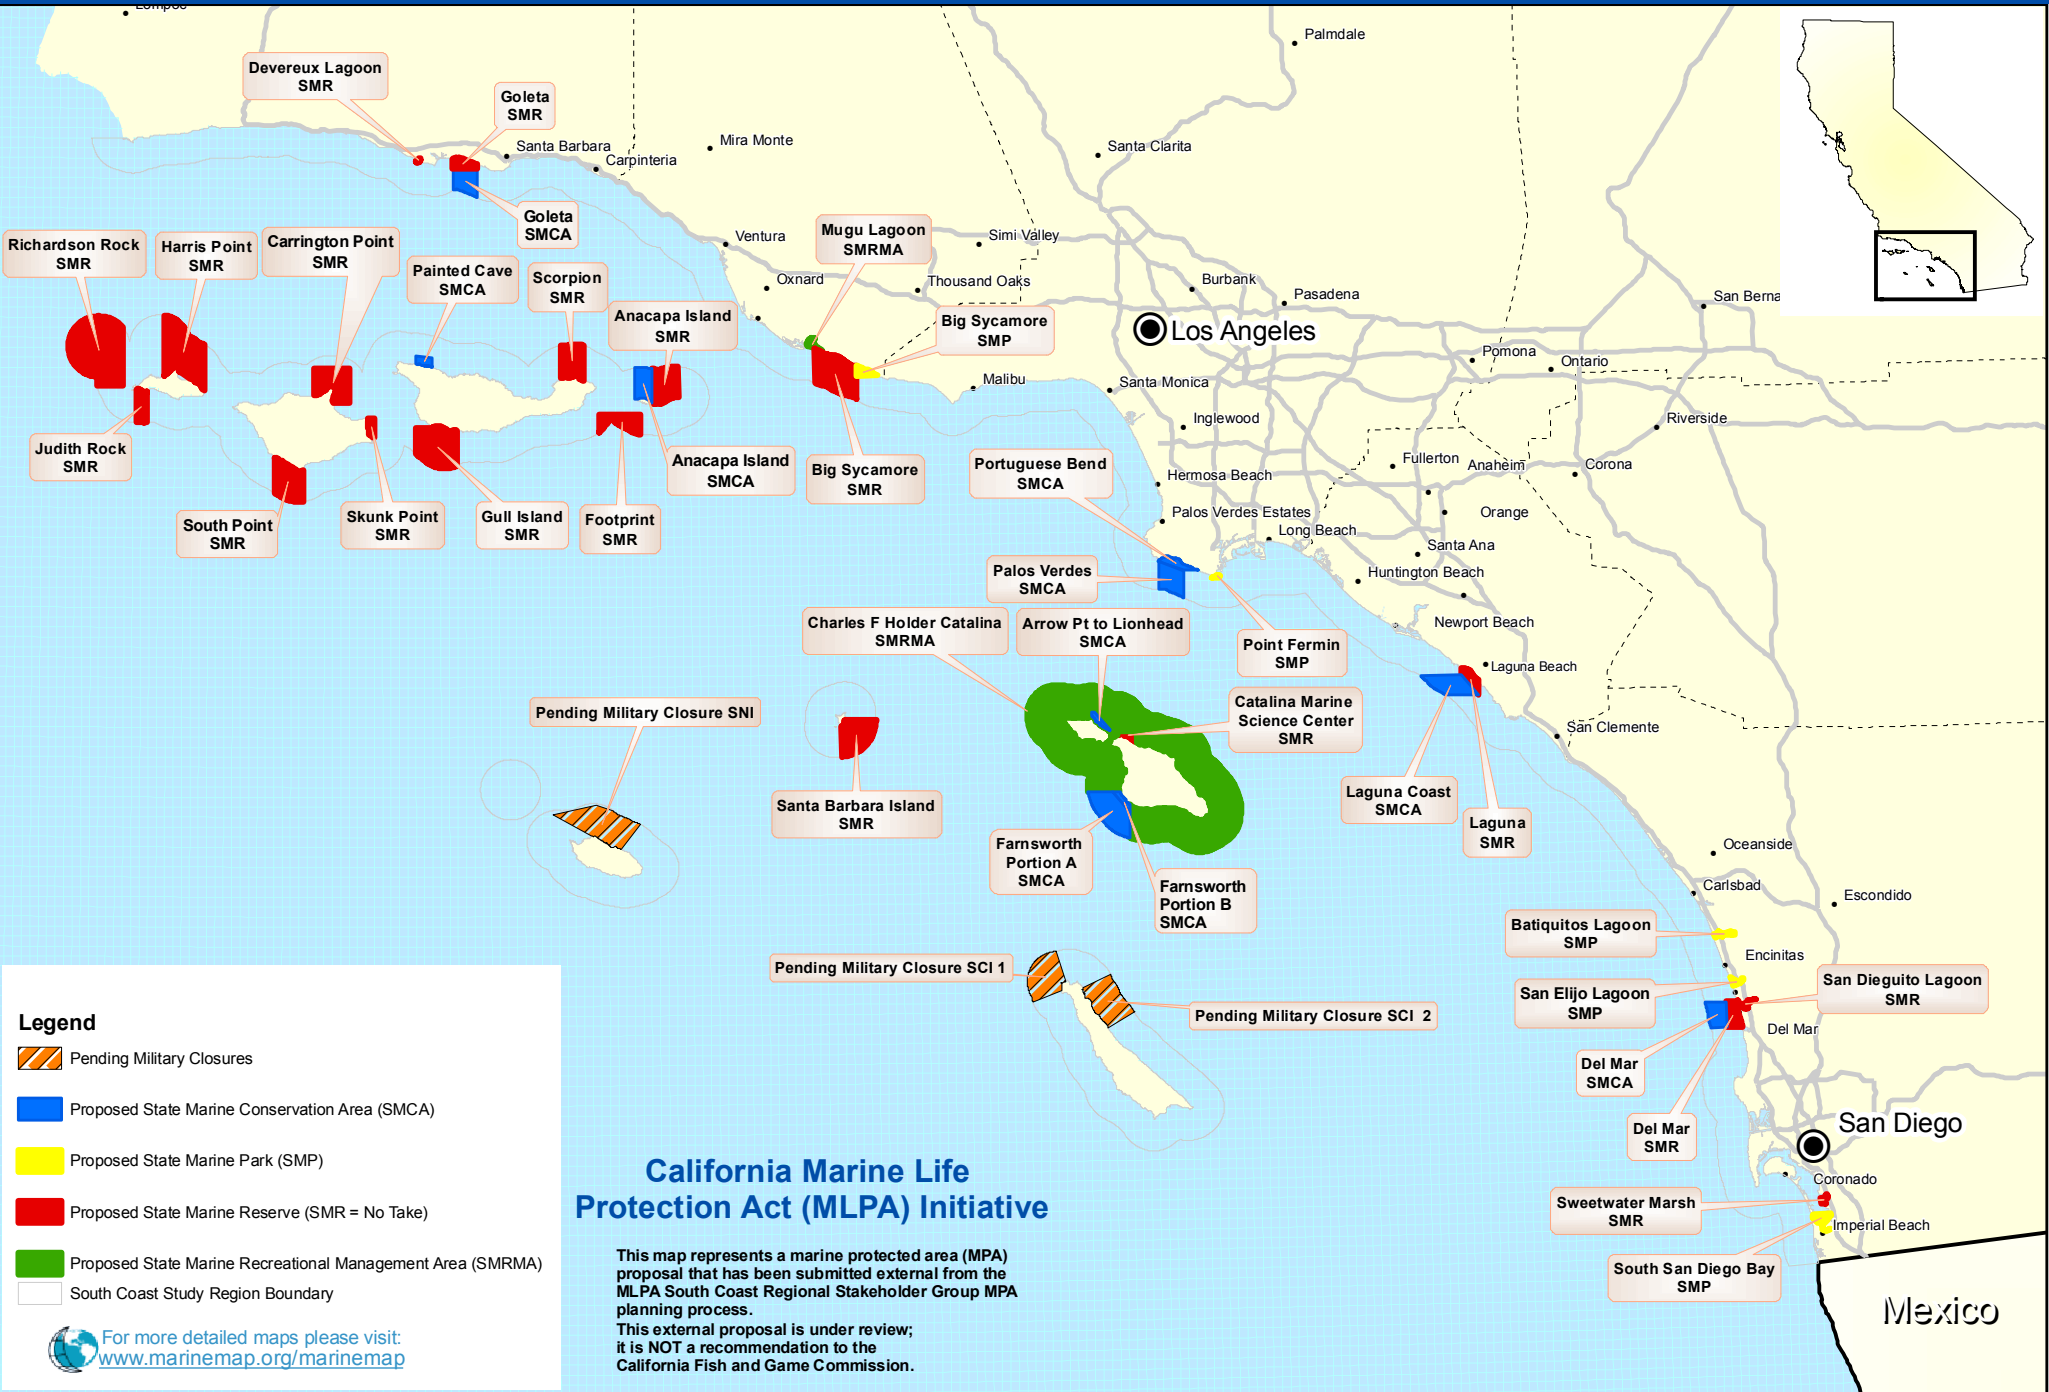 Palmdale
Devereux Lagoon
SMR
Goleta
SMR
Santa Barbara
Carpinteria
Mira Monte
Santa Clarita
Goleta
SMCA
Richardson Rock
SMR
Harris Point
SMR
Carrington Point
SMR
Painted Cave
SMCA
Scorpion
SMR
Anacapa Island
SMR
Ventura
Oxnard
Mugu Lagoon
SMRMA
Simi Valley
Thousand Oaks
Big Sycamore
SMP
Burbank
Pasadena
San Berna
Los Angeles
Pomona
Ontario
Malibu
Santa Monica
Inglewood
Riverside
Judith Rock
SMR
South Point
SMR
Skunk Point
SMR
Gull Island
SMR
Footprint
SMR
Anacapa Island
SMCA
Big Sycamore
SMR
Portuguese Bend
SMCA
Hermosa Beach
Fullerton
Anaheim
Corona
Palos Verdes Estates
Long Beach
Orange
Santa Ana
Palos Verdes
SMCA
Huntington Beach
Charles F Holder Catalina
SMRMA
Arrow Pt to Lionhead
SMCA
Point Fermin
SMP
Newport Beach
Laguna Beach
Pending Military Closure SNI
Catalina Marine
Science Center
SMR
San Clemente
Santa Barbara Island
SMR
Laguna Coast
SMCA
Laguna
SMR
Farnsworth
Portion A
SMCA
Farnsworth
Portion B
SMCA
Oceanside
Carlsbad
Escondido
Batiquitos Lagoon
SMP
Encinitas
Pending Military Closure SCI 1
Pending Military Closure SCI 2
San Elijo Lagoon
SMP
San Dieguito Lagoon
SMR
Del Mar
Del Mar
SMCA
Del Mar
SMR
San Diego
Coronado
Sweetwater Marsh
SMR
Imperial Beach
South San Diego Bay
SMP
Mexico
Legend
Pending Military Closures
Proposed State Marine Conservation Area (SMCA)
Proposed State Marine Park (SMP)
Proposed State Marine Reserve (SMR = No Take)
Proposed State Marine Recreational Management Area (SMRMA)
South Coast Study Region Boundary
For more detailed maps please visit:
www.marinemap.org/marinemap
California Marine Life
Protection Act (MLPA) Initiative
This map represents a marine protected area (MPA)
proposal that has been submitted external from the
MLPA South Coast Regional Stakeholder Group MPA
planning process.
This external proposal is under review;
it is NOT a recommendation to the
California Fish and Game Commission.